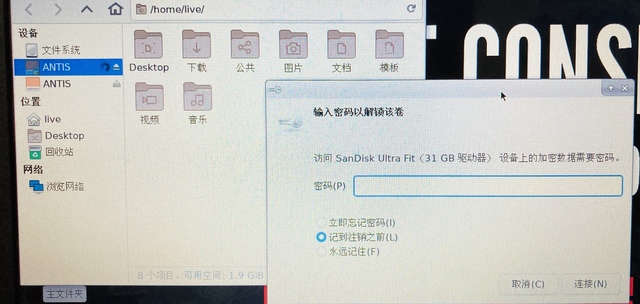 /home/live/
设备
文件系统
ANTIS
ANTIS
位置
live
Desktop
回收站
网络
浏览网络
Desktop
下载
公共
图片
文档
模板
视频
音乐
8 个项目，可用空间: 1.9 GiB
主文件夹
CONS
输入密码以解锁该卷
访问 SanDisk Ultra Fit（31 GB 驱动器） 设备上的加密数据需要密码。
密码(P)
立即忘记密码(I)
记到注销之前(L)
永远记住(F)
取消(C)
连接(N)